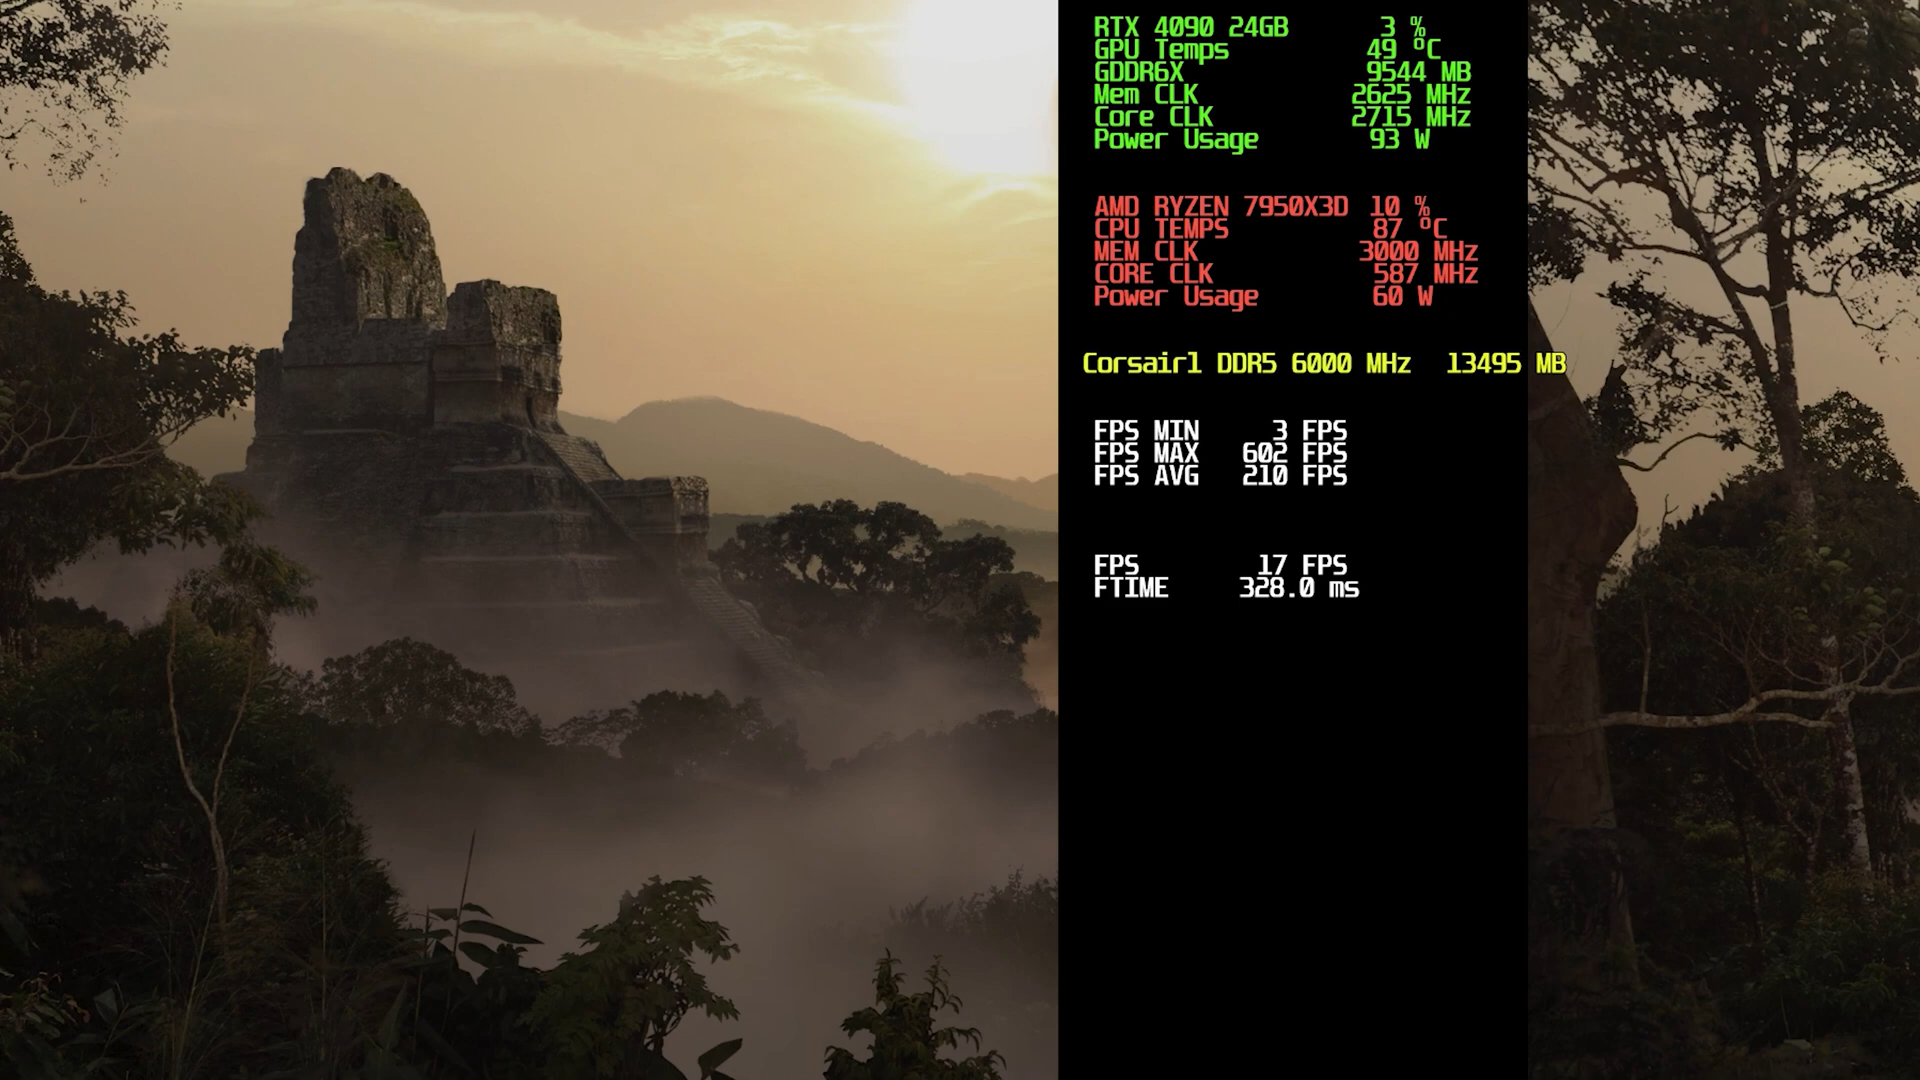 RTX 4090 24GB 3 %
GPU Temps 49 °C
GDDR6X 9544 MB
Mem CLK 2625 MHz
Core CLK 2715 MHz
Power Usage 93 W
AMD RYZEN 7950X3D 10 %
CPU TEMPS 87 °C
MEM CLK 3000 MHz
CORE CLK 587 MHz
Power Usage 60 W
Corsair1 DDR5 6000 MHz 13495 MB
FPS MIN 3 FPS
FPS MAX 602 FPS
FPS AVG 210 FPS
FPS 17 FPS
FTIME 328.0 ms